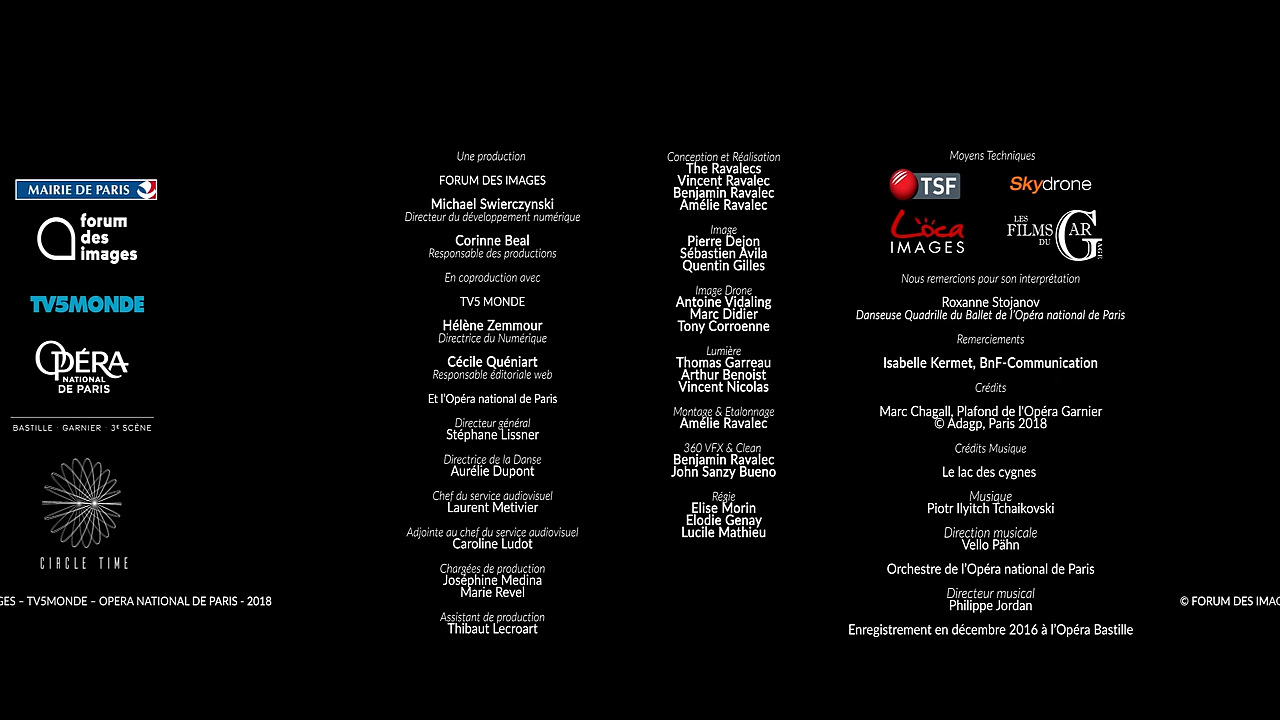 MAIRIE DE PARIS
forum
des
images
TV5MONDE
OPÉRA
NATIONAL
DE PARIS
BASTILLE · GARNIER · 3e SCÈNE
CIRCLE TIME
GES – TV5MONDE – OPERA NATIONAL DE PARIS - 2018
Une production
FORUM DES IMAGES
Michael Swierczynski
Directeur du développement numérique
Corinne Beal
Responsable des productions
En coproduction avec
TV5 MONDE
Hélène Zemmour
Directrice du Numérique
Cécile Quéniart
Responsable éditoriale web
Et l'Opéra national de Paris
Directeur général
Stéphane Lissner
Directrice de la Danse
Aurélie Dupont
Chef du service audiovisuel
Laurent Metivier
Adjointe au chef du service audiovisuel
Caroline Ludot
Chargées de production
Joséphine Medina
Marie Revel
Assistant de production
Thibaut Lecroart
Conception et Réalisation
The Ravalecs
Vincent Ravalec
Benjamin Ravalec
Amélie Ravalec
Image
Pierre Dejon
Sébastien Avila
Quentin Gilles
Image Drone
Antoine Vidaling
Marc Didier
Tony Corroenne
Lumière
Thomas Garreau
Arthur Benoist
Vincent Nicolas
Montage & Etalonnage
Amélie Ravalec
360 VFX & Clean
Benjamin Ravalec
John Sanzy Bueno
Régie
Elise Morin
Elodie Genay
Lucile Mathieu
Moyens Techniques
TSF
Skydrone
Loca
IMAGES
LES
FILMS
DU
GARAGE
Nous remercions pour son interprétation
Roxanne Stojanov
Danseuse Quadrille du Ballet de l'Opéra national de Paris
Remerciements
Isabelle Kermet, BnF-Communication
Crédits
Marc Chagall, Plafond de l'Opéra Garnier
© Adagp, Paris 2018
Crédits Musique
Le lac des cygnes
Musique
Piotr Ilyitch Tchaikovski
Direction musicale
Vello Pähn
Orchestre de l'Opéra national de Paris
Directeur musical
Philippe Jordan
Enregistrement en décembre 2016 à l'Opéra Bastille
© FORUM DES IMA